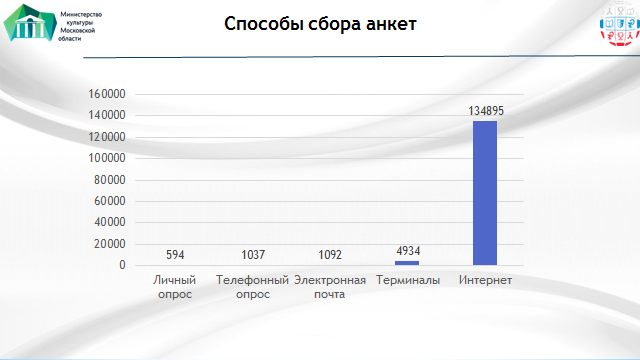 Министерство
культуры
Московской
области
Способы сбора анкет
160000
140000
120000
100000
80000
60000
40000
20000
0
594
1037
1092
4934
134895
Личный
опрос
Телефонный
опрос
Электронная
почта
Терминалы
Интернет